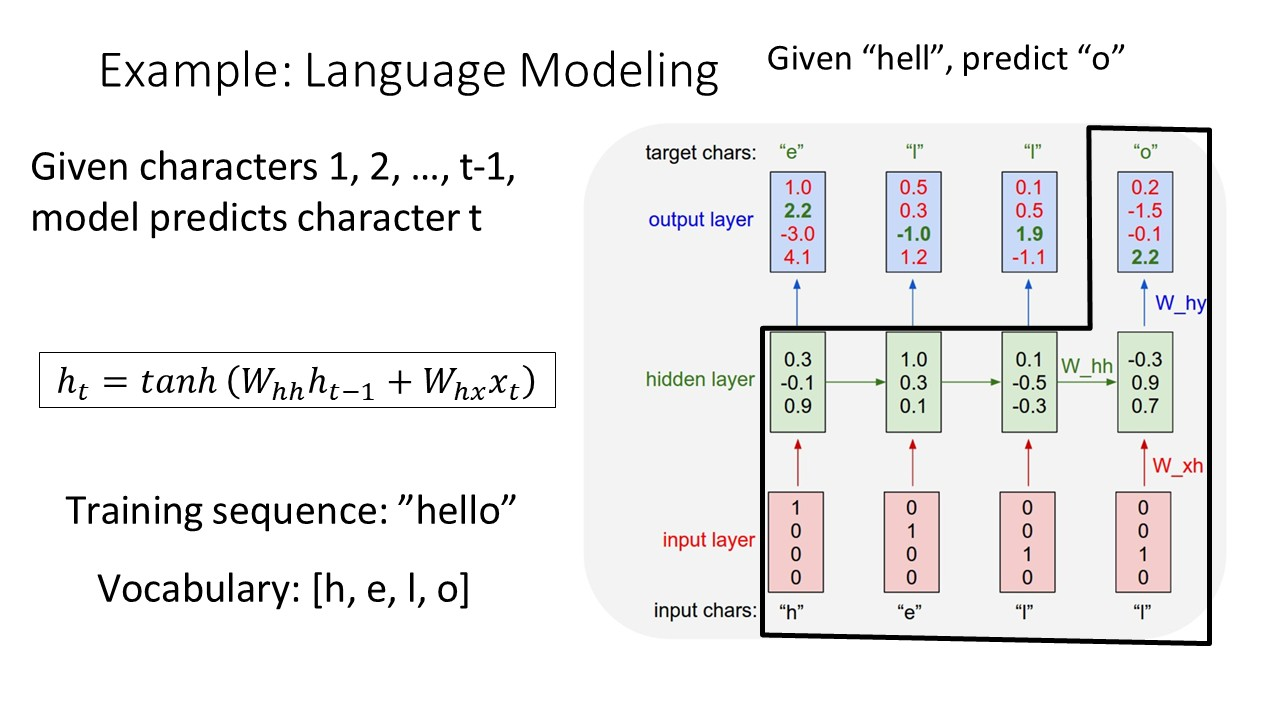 Example: Language Modeling
Given “hell”, predict “o”
Given characters 1, 2, …, t-1,
model predicts character t
h_t = tanh (W_hh h_{t−1} + W_hx x_t)
Training sequence: ”hello”
Vocabulary: [h, e, l, o]
target chars: “e” “l” “l” “o”
1.0 0.5 0.1 0.2
2.2 0.3 0.5 -1.5
output layer
-3.0 -1.0 1.9 -0.1
4.1 1.2 -1.1 2.2
W_hy
0.3 1.0 0.1 -0.3
W_hh
hidden layer -0.1 0.3 -0.5 0.9
0.9 0.1 -0.3 0.7
W_xh
1 0 0 0
0 1 0 0
input layer
0 0 1 1
0 0 0 0
input chars: “h” “e” “l” “l”